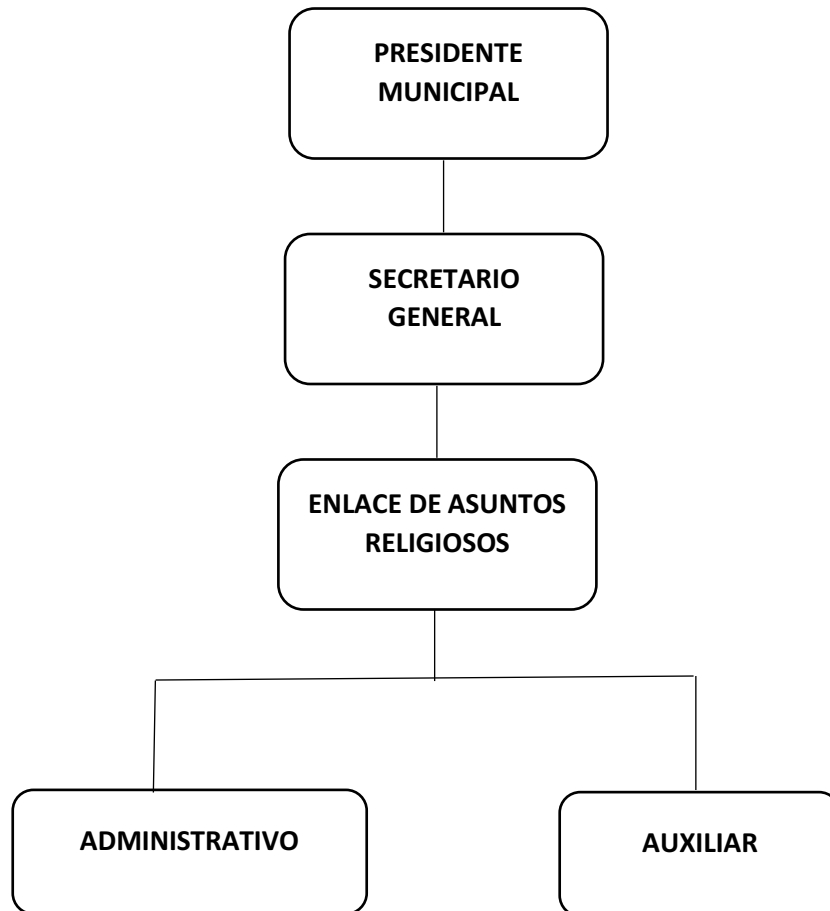 PRESIDENTE
MUNICIPAL
SECRETARIO
GENERAL
ENLACE DE ASUNTOS
RELIGIOSOS
ADMINISTRATIVO
AUXILIAR